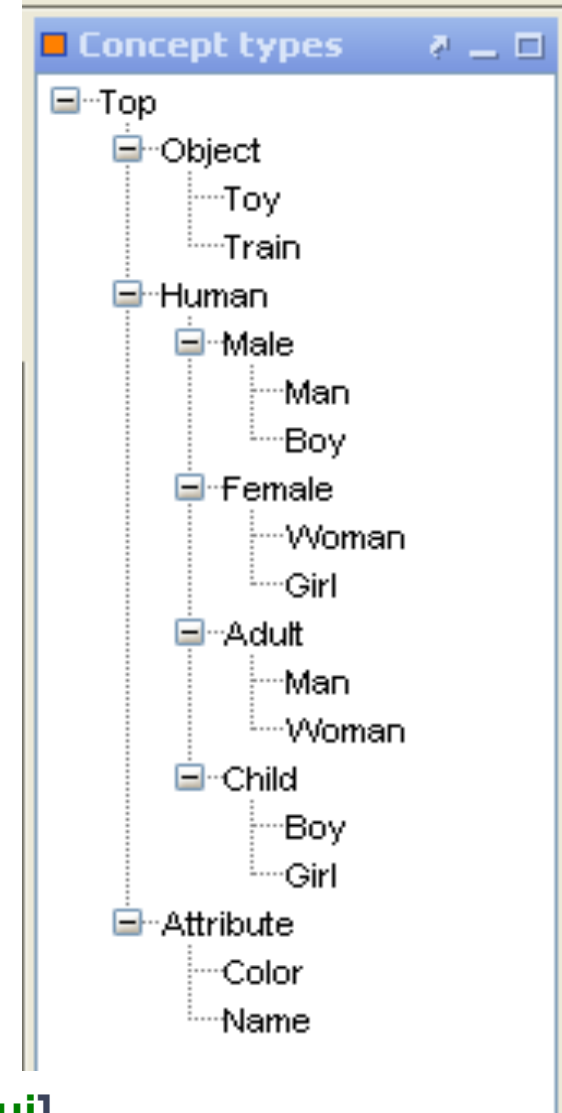 Concept types
Top
Object
Toy
Train
Human
Male
Man
Boy
Female
Woman
Girl
Adult
Man
Woman
Child
Boy
Girl
Attribute
Color
Name